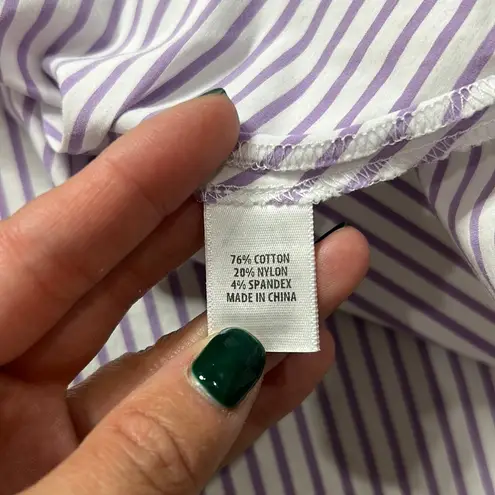 76% COTTON
20% NYLON
4% SPANDEX
MADE IN CHINA